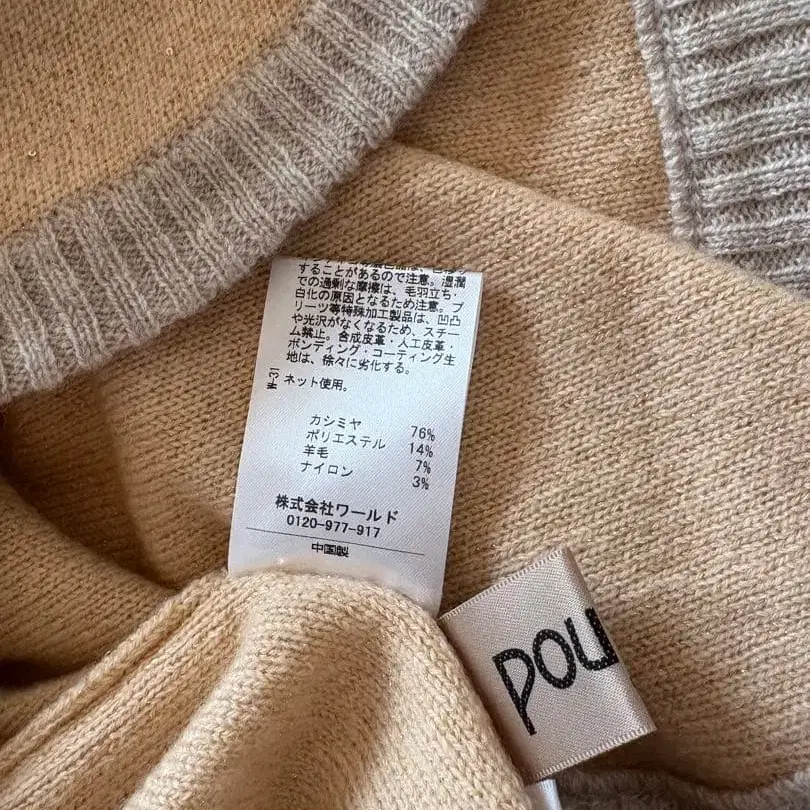 することがあるので注意。湿潤
での過剰な摩擦は、毛羽立ち・
白化の原因となるため注意。プ
リーツ等特殊加工製品は、凹凸
や光沢がなくなるため、スチー
ム禁止。合成皮革・人工皮革・
ボンディング・コーティング生
地は、徐々に劣化する。
W-31
ネット使用。
カシミヤ 76%
ポリエステル 14%
羊毛 7%
ナイロン 3%
株式会社ワールド
0120-977-917
中国製
POU